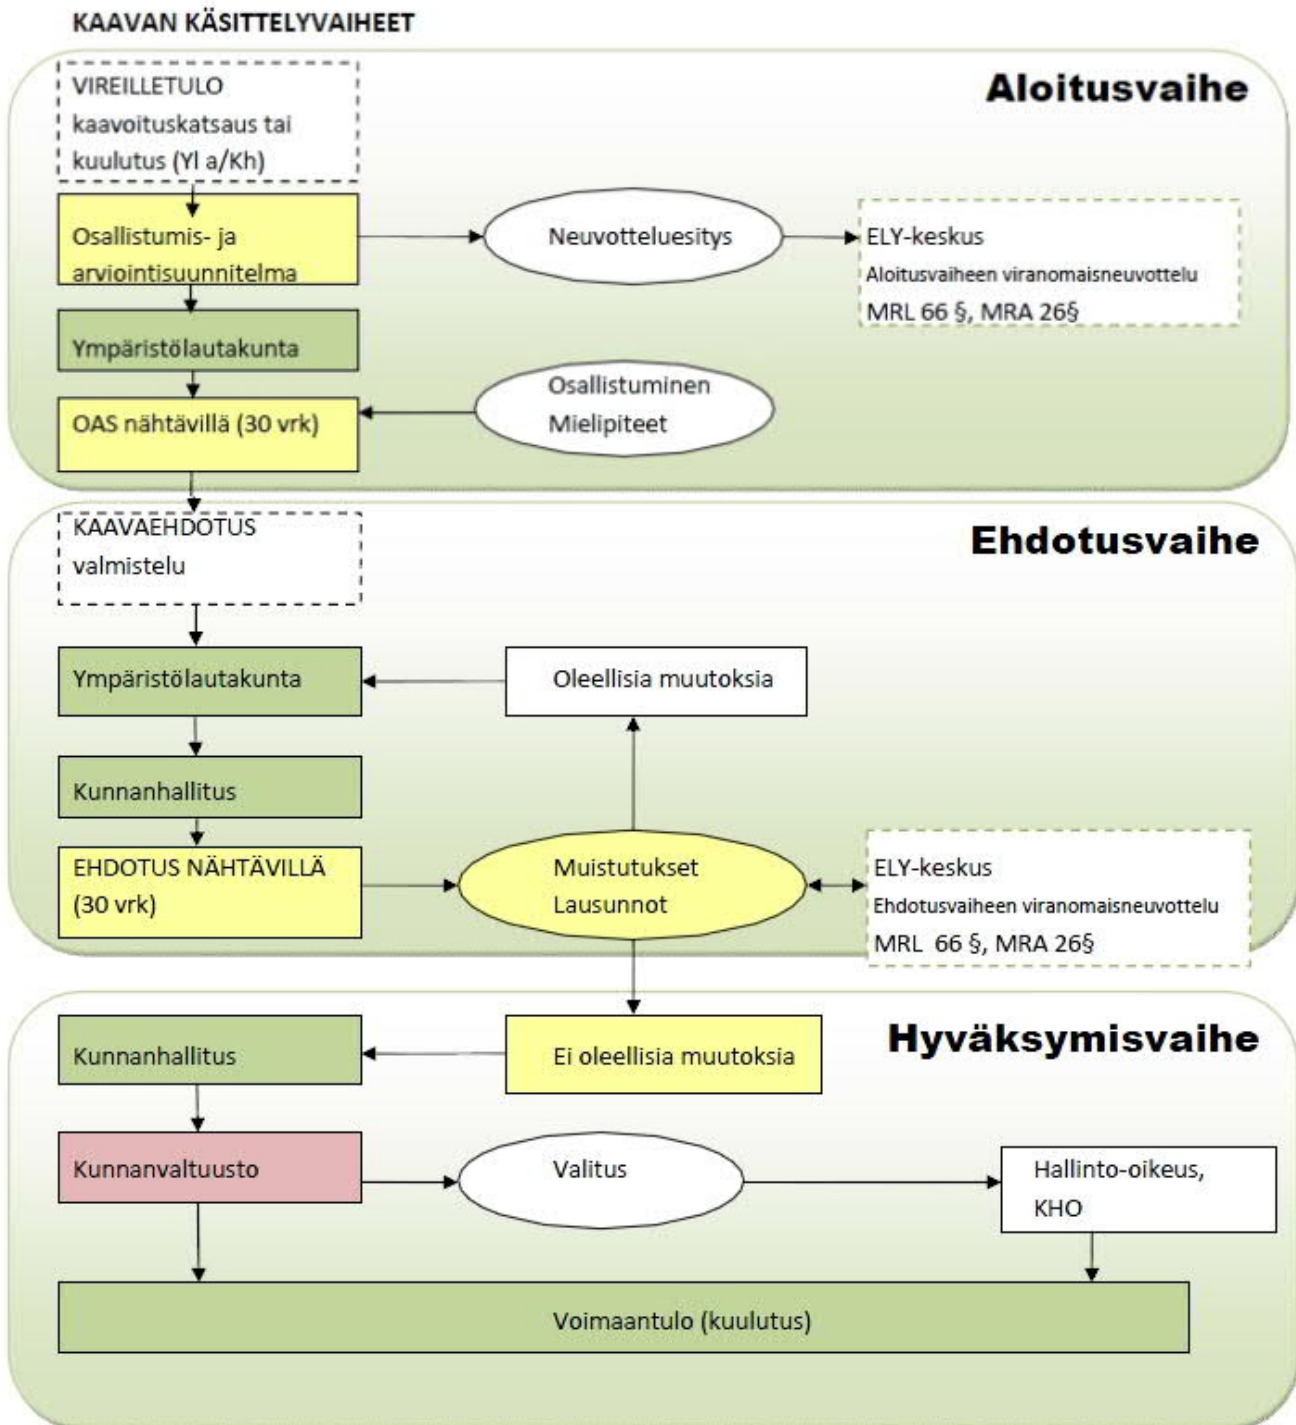 KAAVAN KÄSITTELYVAIHEET
Aloitusvaihe
VIREILLETULO
kaavoituskatsaus tai
kuulutus (Yl a/Kh)
Osallistumis- ja
arviointisuunnitelma
Neuvotteluesitys
ELY-keskus
Aloitusvaiheen viranomaisneuvottelu
MRL 66 §, MRA 26§
Ympäristölautakunta
OAS nähtävillä (30 vrk)
Osallistuminen
Mielipiteet
Ehdotusvaihe
KAAVAEHDOTUS
valmistelu
Ympäristölautakunta
Oleellisia muutoksia
Kunnanhallitus
EHDOTUS NÄHTÄVILLÄ
(30 vrk)
Muistutukset
Lausunnot
ELY-keskus
Ehdotusvaiheen viranomaisneuvottelu
MRL 66 §, MRA 26§
Hyväksymisvaihe
Kunnanhallitus
Ei oleellisia muutoksia
Kunnanvaltuusto
Valitus
Hallinto-oikeus,
KHO
Voimaantulo (kuulutus)